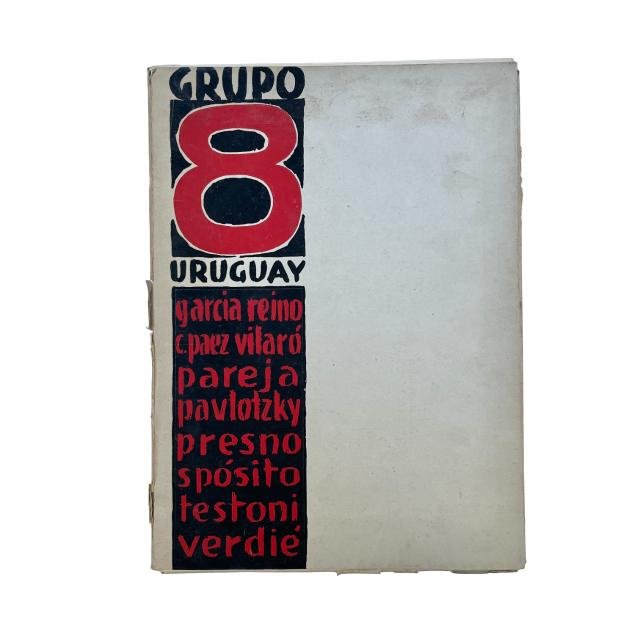 GRUPO
8
URUGUAY
garcia reino
c.paez vilaró
pareja
pavlotzky
presno
spósito
testoni
verdié